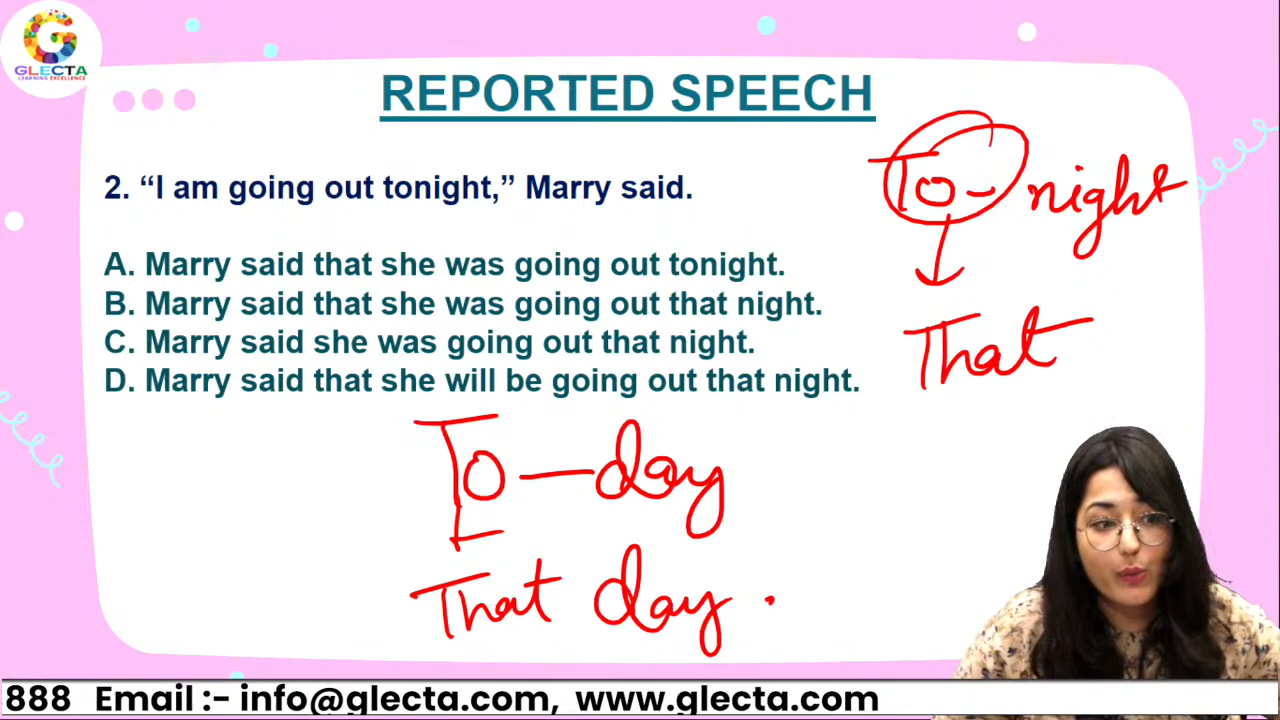 GLECTA
LEARNING EXCELLENCE
REPORTED SPEECH
2. “I am going out tonight,” Marry said.
A. Marry said that she was going out tonight.
B. Marry said that she was going out that night.
C. Marry said she was going out that night.
D. Marry said that she will be going out that night.
To-night
That
To-day
That day.
888 Email :- info@glecta.com, www.glecta.com